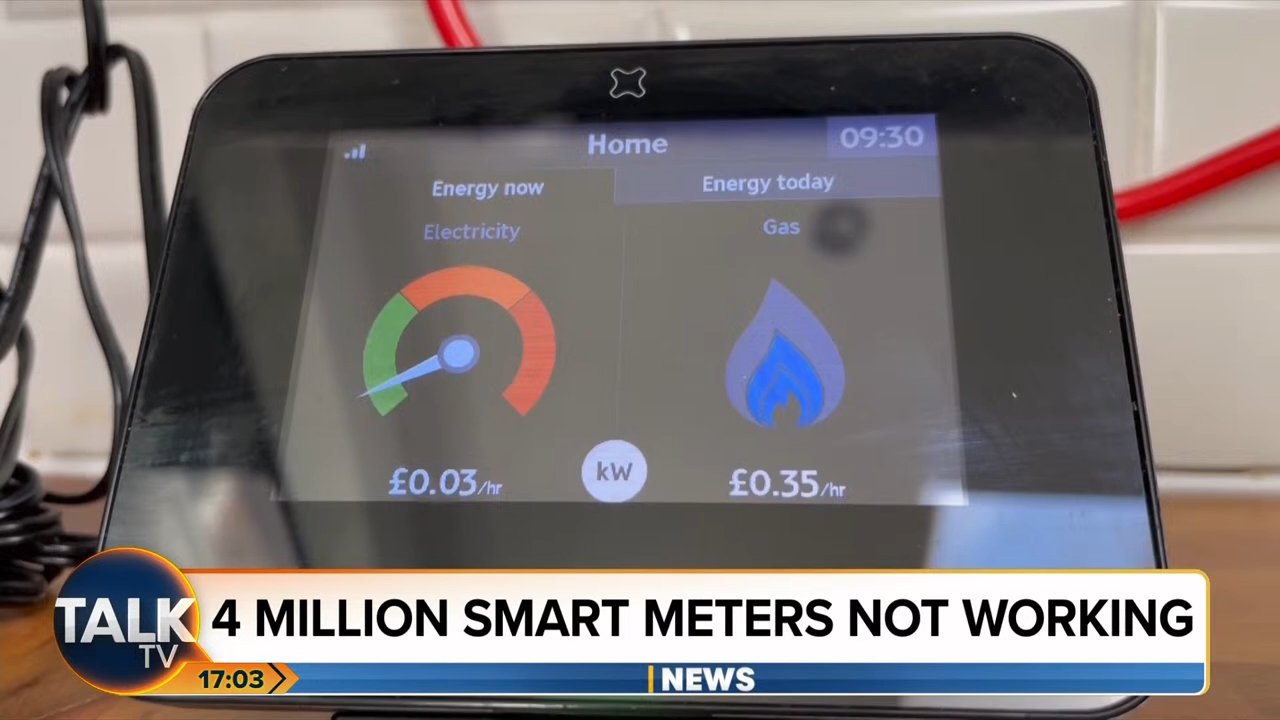 Home
09:30
Energy now
Energy today
Electricity
Gas
£0.03/hr
kW
£0.35/hr
TALK TV
4 MILLION SMART METERS NOT WORKING
17:03
NEWS